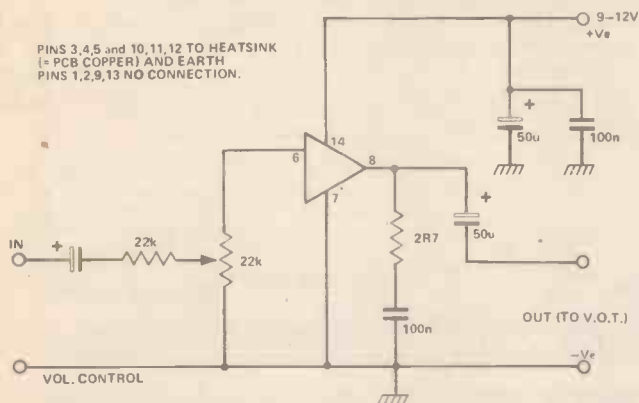 PINS 3,4,5 and 10,11,12 TO HEATSINK
(= PCB COPPER) AND EARTH
PINS 1,2,9,13 NO CONNECTION.
9–12V
+Ve
+
50u
100n
14
6
8
7
+
50u
2R7
IN
+
22k
22k
100n
OUT (TO V.O.T.)
VOL. CONTROL
−Ve